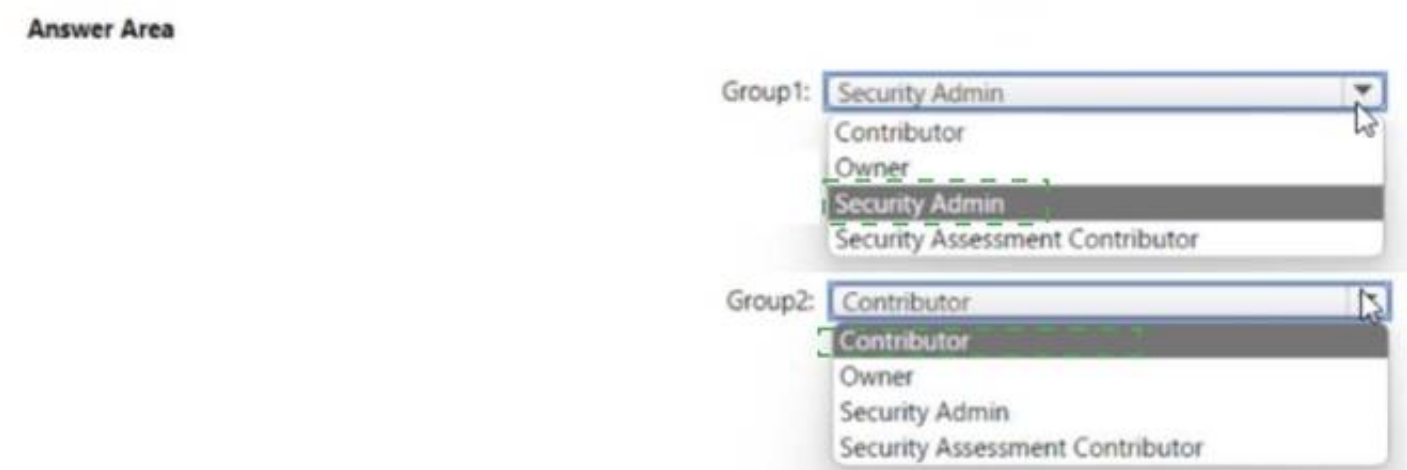 Answer Area
Group1: Security Admin
Contributor
Owner
Security Admin
Security Assessment Contributor
Group2: Contributor
Contributor
Owner
Security Admin
Security Assessment Contributor